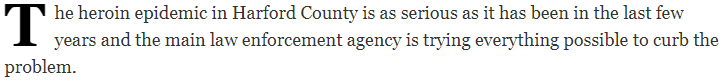 The heroin epidemic in Harford County is as serious as it has been in the last few
years and the main law enforcement agency is trying everything possible to curb the
problem.